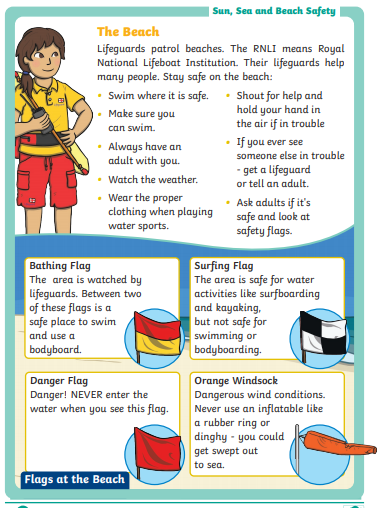 Sun, Sea and Beach Safety
The Beach
Lifeguards patrol beaches. The RNLI means Royal
National Lifeboat Institution. Their lifeguards help
many people. Stay safe on the beach:
• Swim where it is safe.
• Make sure you
can swim.
• Always have an
adult with you.
• Watch the weather.
• Wear the proper
clothing when playing
water sports.
• Shout for help and
hold your hand in
the air if in trouble
• If you ever see
someone else in trouble
- get a lifeguard
or tell an adult.
• Ask adults if it's
safe and look at
safety flags.
Bathing Flag
The area is watched by
lifeguards. Between two
of these flags is a
safe place to swim
and use a
bodyboard.
Surfing Flag
The area is safe for water
activities like surfboarding
and kayaking,
but not safe for
swimming or
bodyboarding.
Danger Flag
Danger! NEVER enter the
water when you see this flag.
Orange Windsock
Dangerous wind conditions.
Never use an inflatable like
a rubber ring or
dinghy - you could
get swept out
to sea.
Flags at the Beach